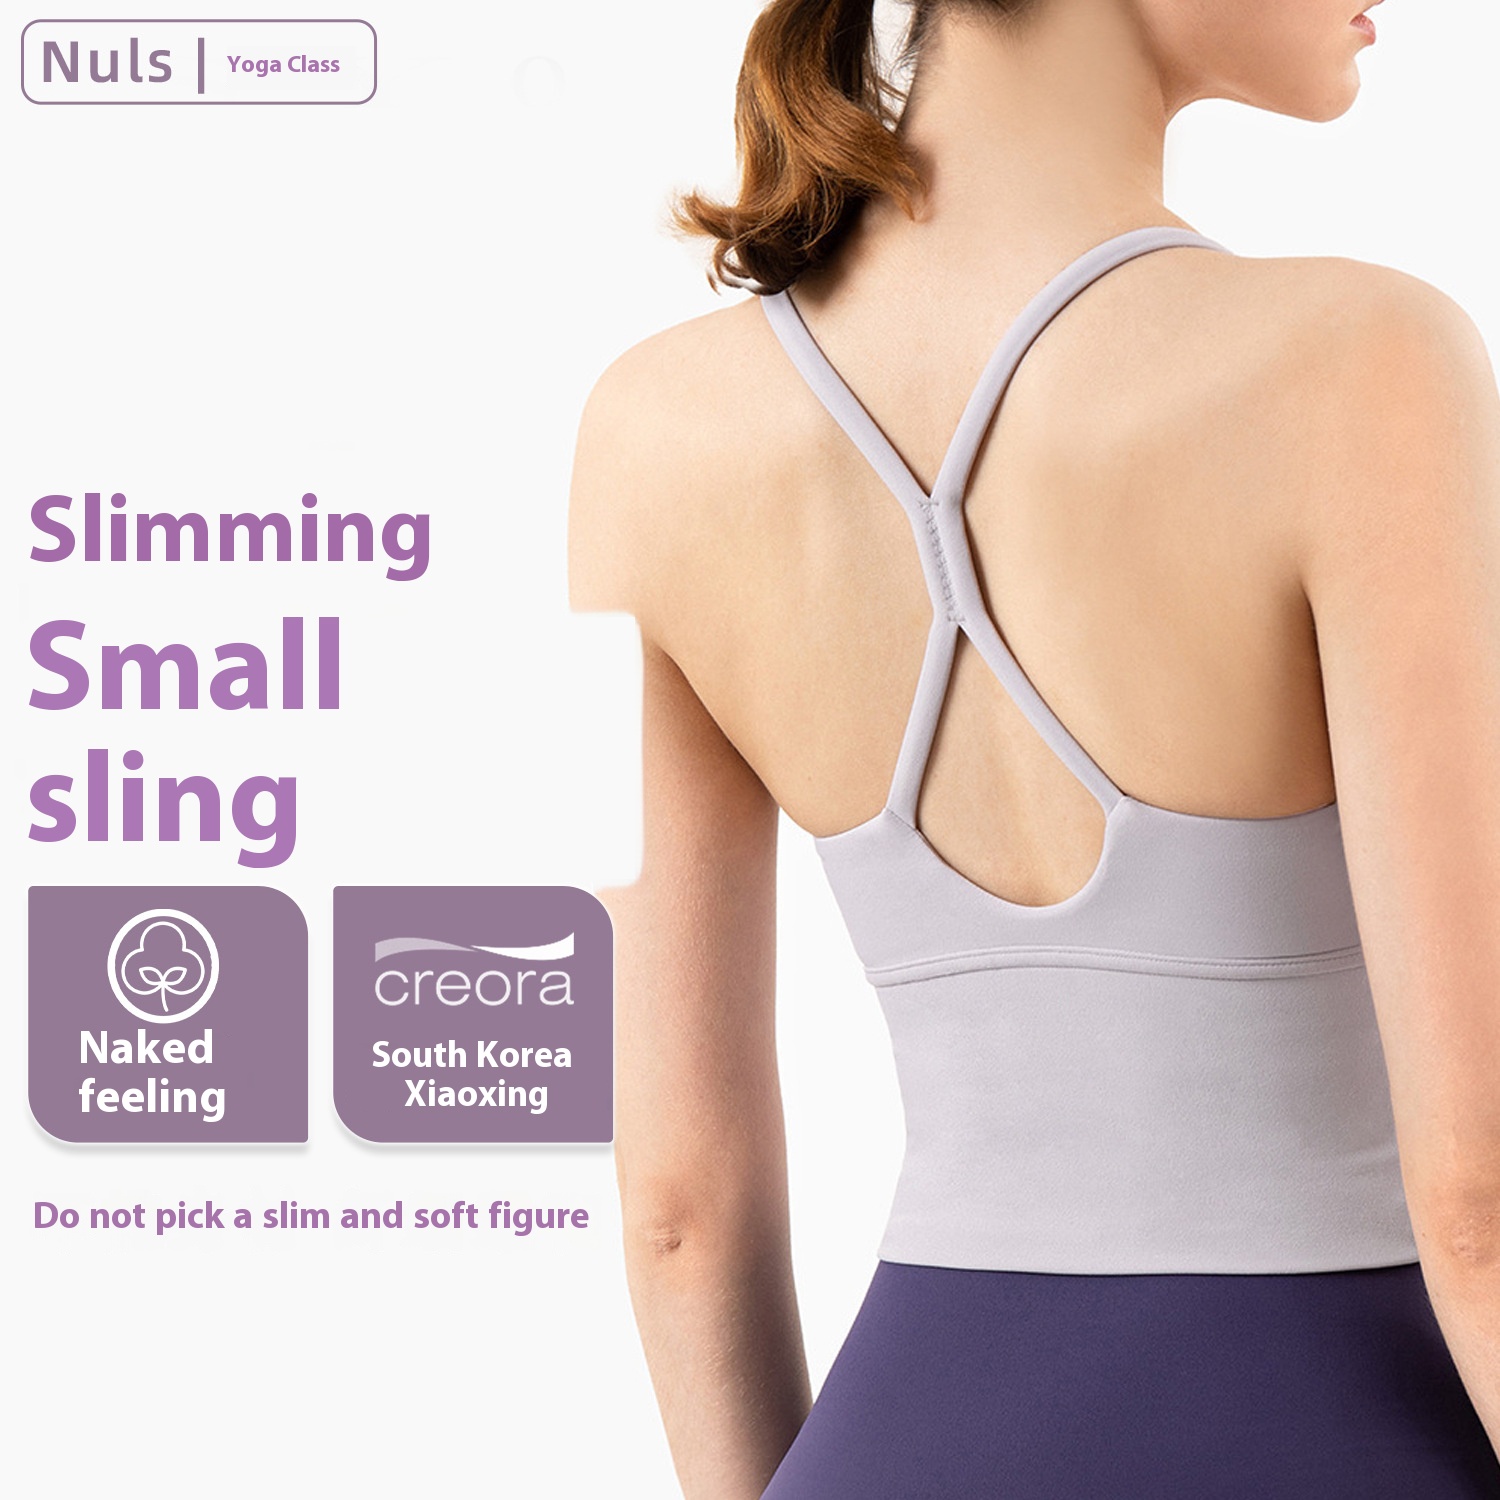 Nuls | Yoga Class
Slimming
Small
sling
Naked
feeling
creora
South Korea
Xiaoxing
Do not pick a slim and soft figure